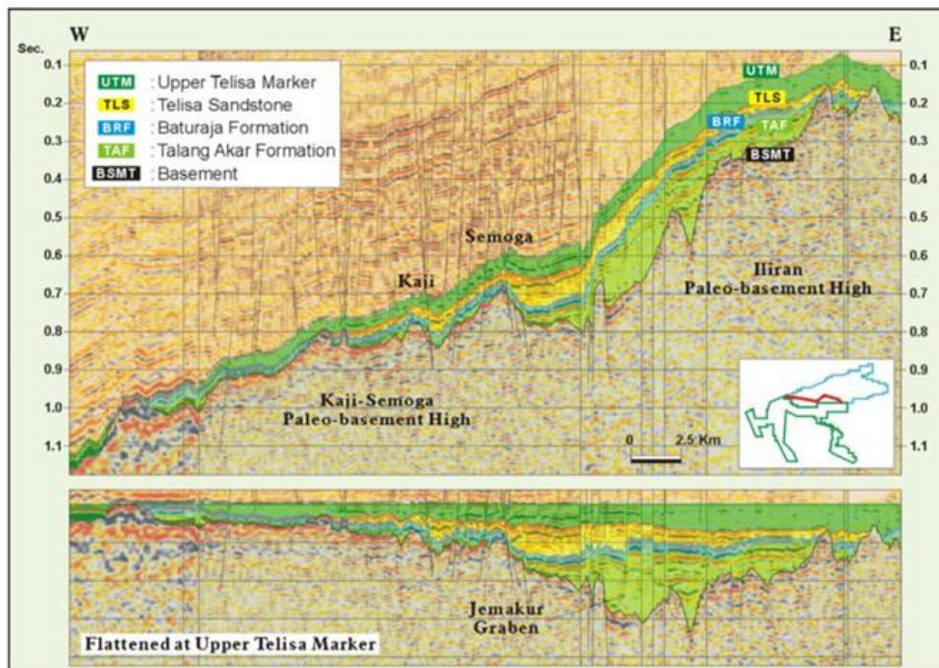 W
E
Sec.
UTM : Upper Telisa Marker
TLS : Telisa Sandstone
BRF : Baturaja Formation
TAF : Talang Akar Formation
BSMT : Basement
0.1
0.2
0.3
0.4
0.5
0.6
0.7
0.8
0.9
1.0
1.1
UTM
TLS
BRF
TAF
BSMT
Semoga
Kaji
Iliran
Paleo-basement High
Kaji-Semoga
Paleo-basement High
0 2.5 Km
0.1
0.2
0.3
0.4
0.5
0.6
0.7
0.8
0.9
1.0
1.1
Jemakur
Graben
Flattened at Upper Telisa Marker